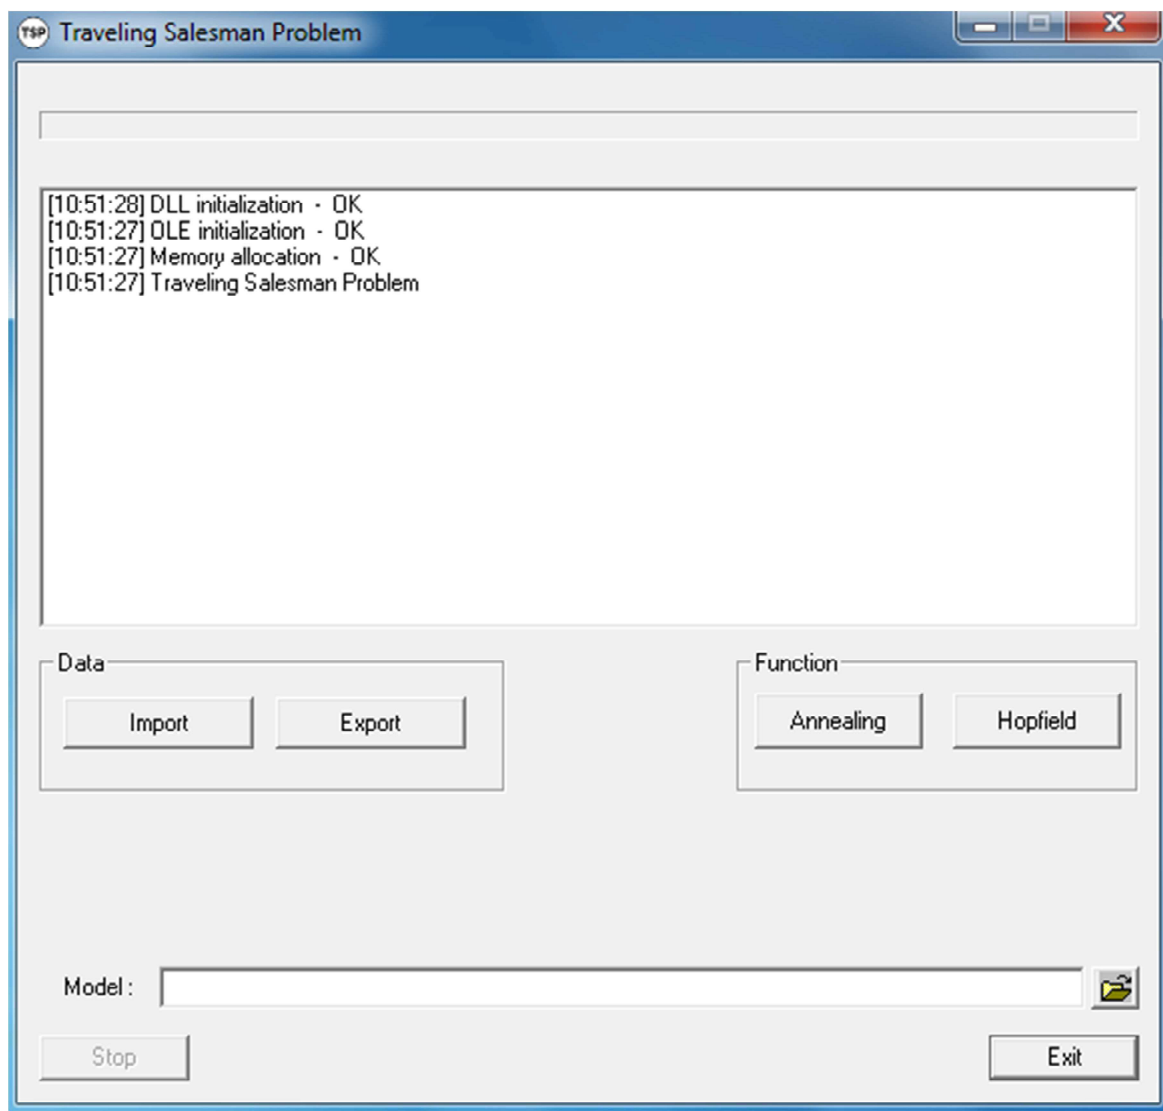 TSP Traveling Salesman Problem
[10:51:28] DLL initialization - OK
[10:51:27] OLE initialization - OK
[10:51:27] Memory allocation - OK
[10:51:27] Traveling Salesman Problem
Data
Function
Import Export
Annealing Hopfield
Model :
Stop
Exit